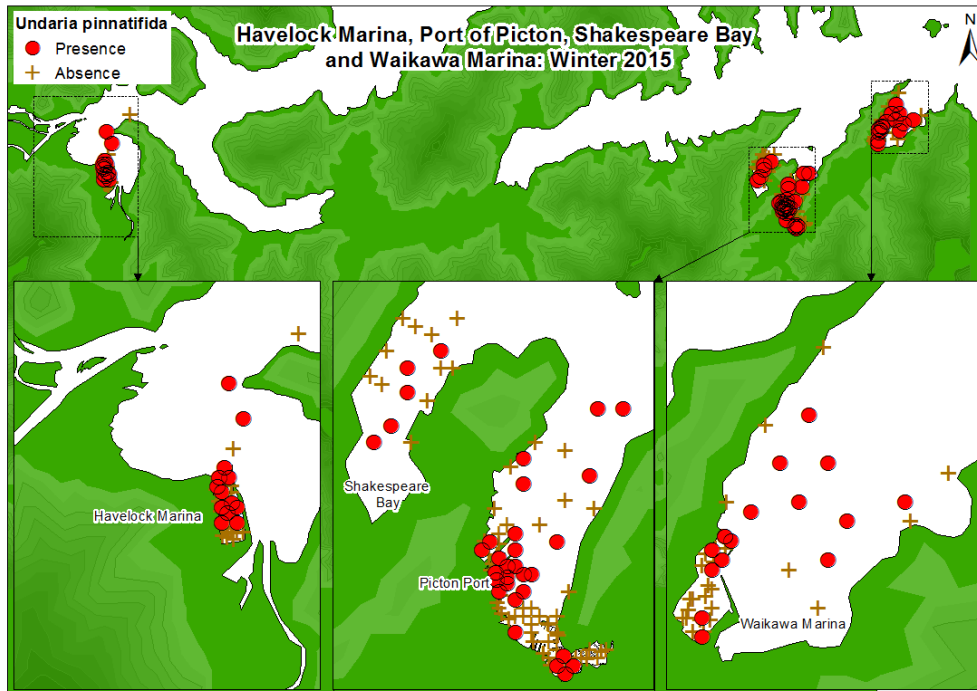 Undaria pinnatifida
Presence
Absence
Havelock Marina, Port of Picton, Shakespeare Bay
and Waikawa Marina: Winter 2015
N
Havelock Marina
Shakespeare
Bay
Picton Port
Waikawa Marina